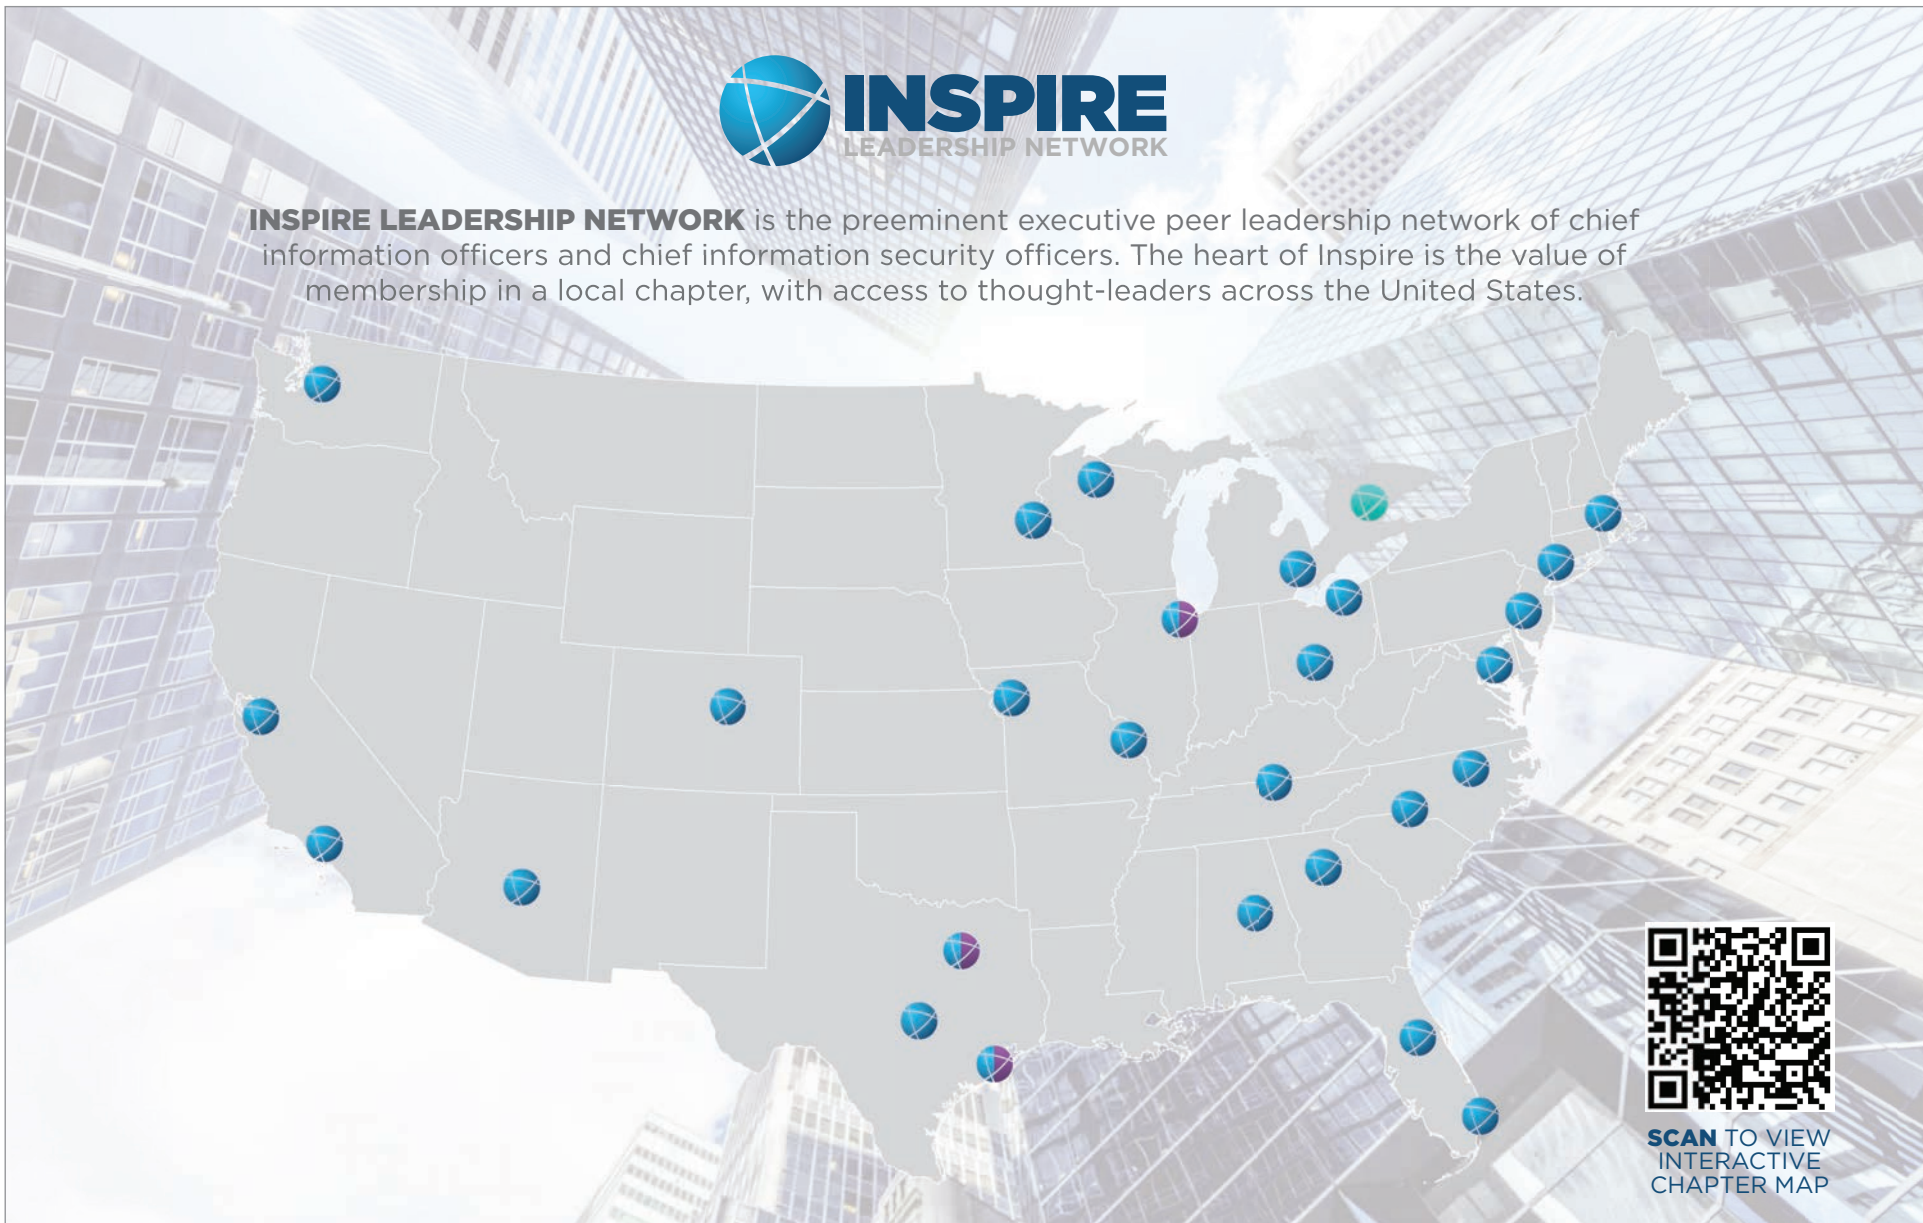 INSPIRE
LEADERSHIP NETWORK
INSPIRE LEADERSHIP NETWORK is the preeminent executive peer leadership network of chief
information officers and chief information security officers. The heart of Inspire is the value of
membership in a local chapter, with access to thought-leaders across the United States.
SCAN TO VIEW
INTERACTIVE
CHAPTER MAP